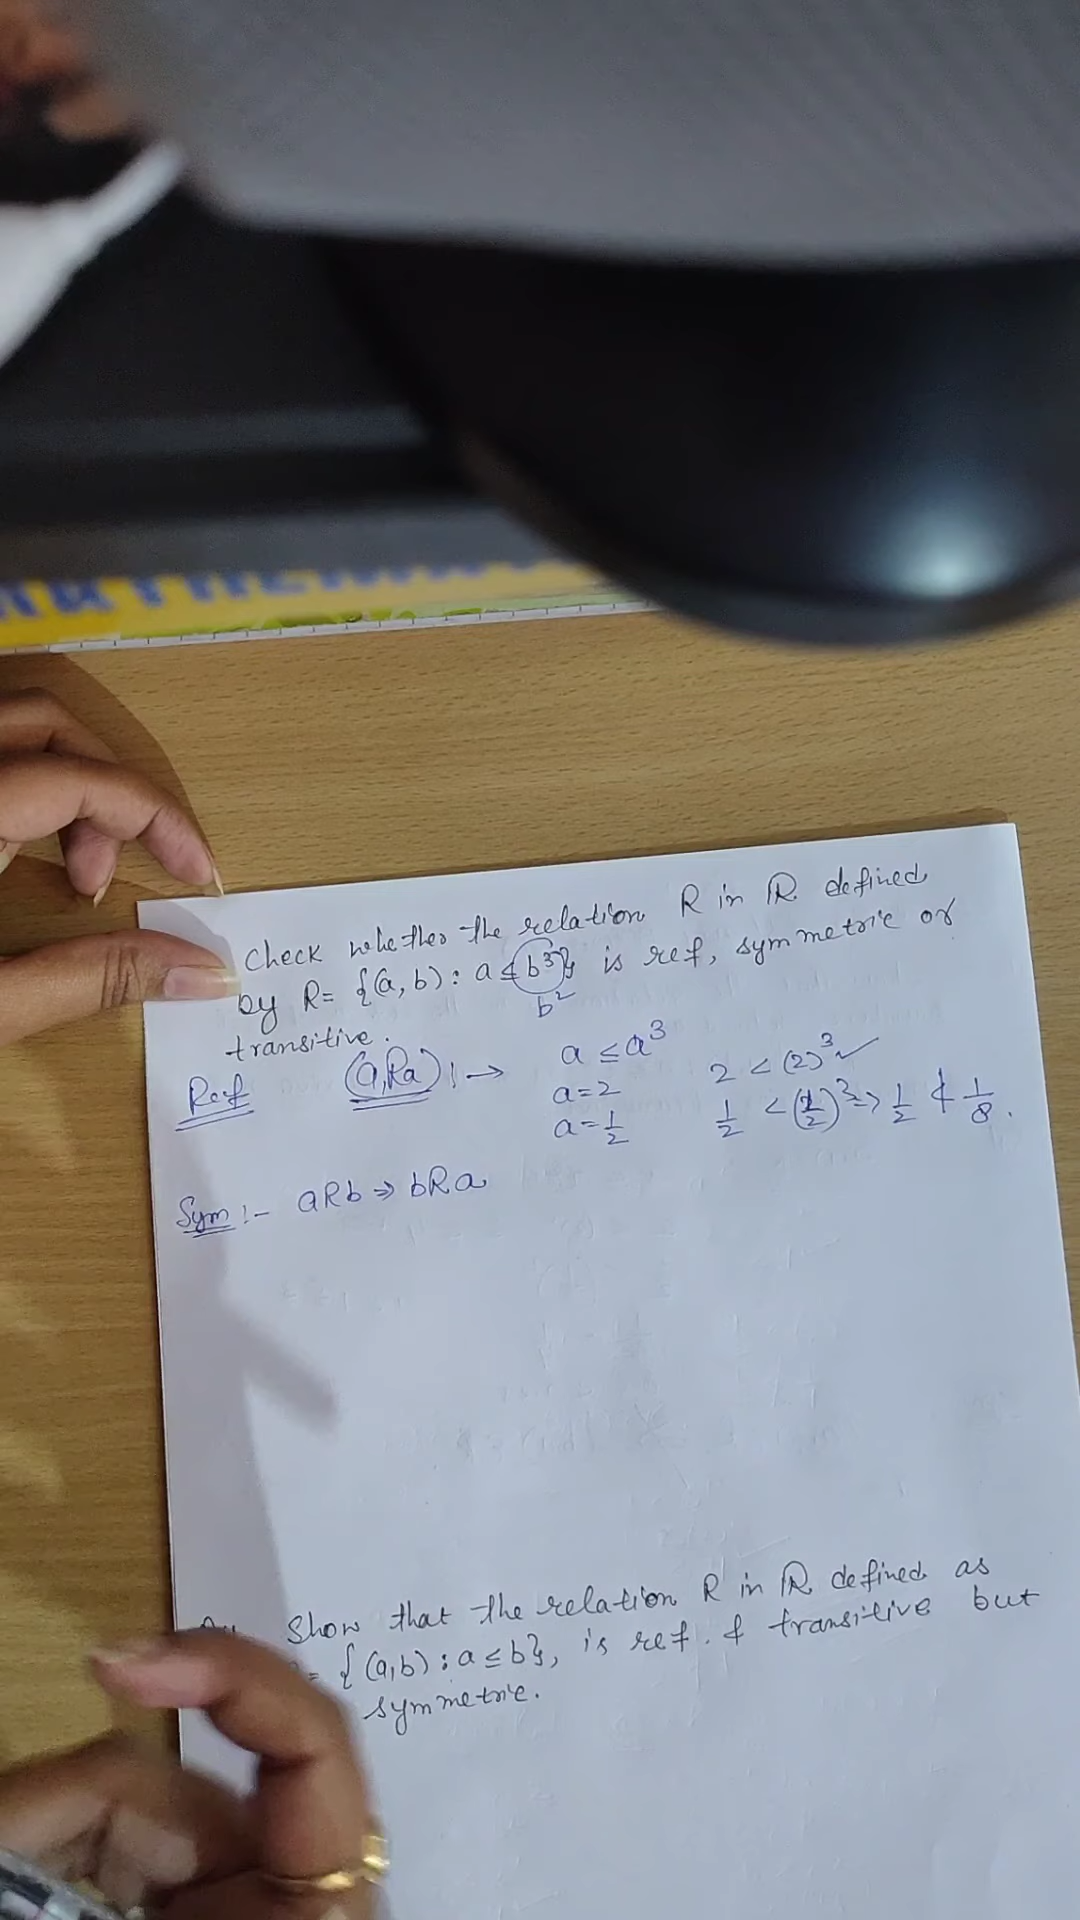 check whether the relation R in ℝ defined
by R= {(a,b): a ≤ b³} is ref, symmetric or
b²
transitive.
Ref (a,Ra) :→ a ≤ a³
a=2 2 < (2)³ ✓
a=1/2 1/2 < (1/2)³ => 1/2 ≮ 1/8.
Sym :- aRb ⇒ bRa
Show that the relation R in ℝ defined as
= {(a,b): a ≤ b}, is ref. & transitive but
symmetric.